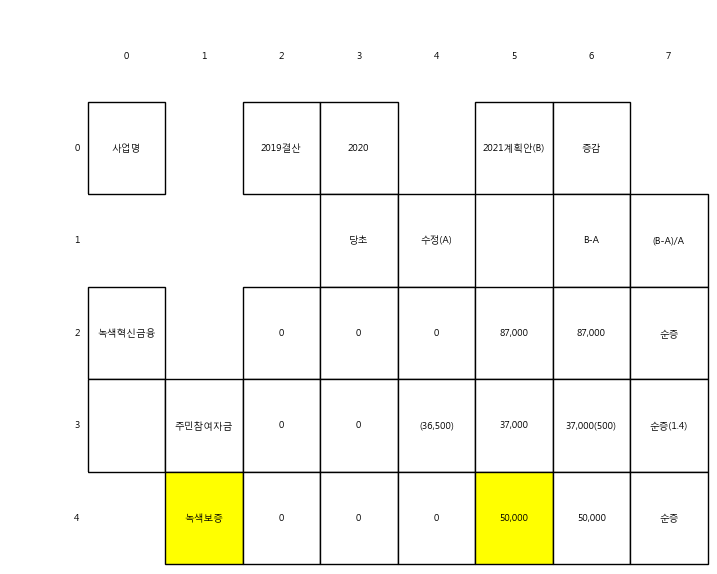 0 1 2 3 4 5 6 7
0 사업명 2019결산 2020 2021계획안(B) 증감
1 당초 수정(A) B-A (B-A)/A
2 녹색혁신금융 0 0 0 87,000 87,000 순증
3 주민참여자금 0 0 (36,500) 37,000 37,000(500) 순증(1.4)
4 녹색보증 0 0 0 50,000 50,000 순증